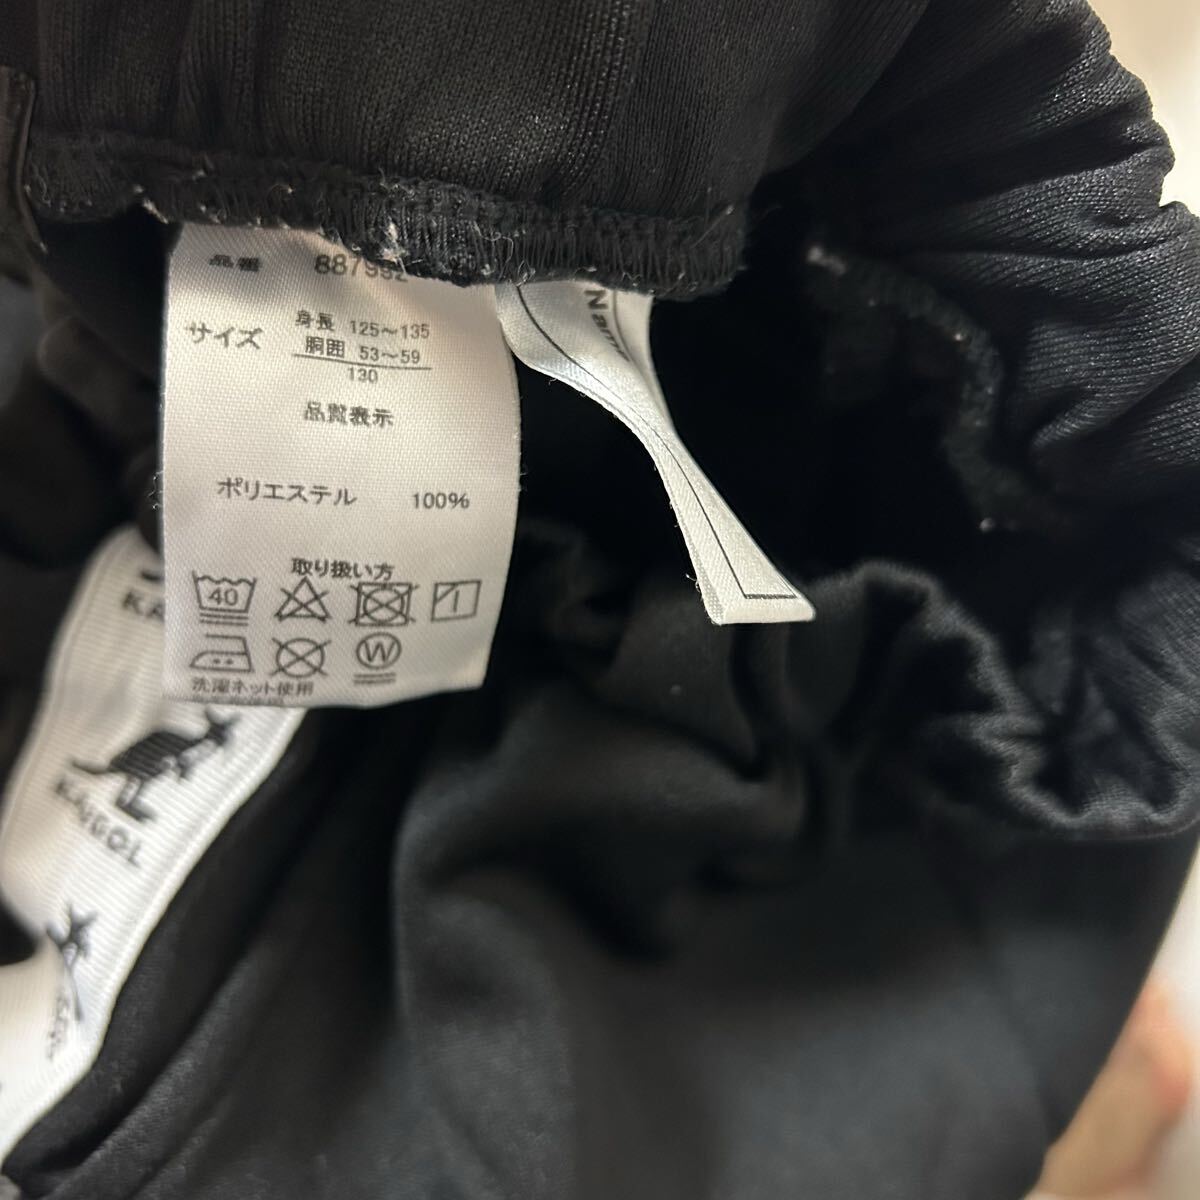 品番 887992
サイズ 身長 125～135
胴囲 53～59
130
品質表示
ポリエステル 100%
取り扱い方
40
W
洗濯ネット使用
Name
KANGOL